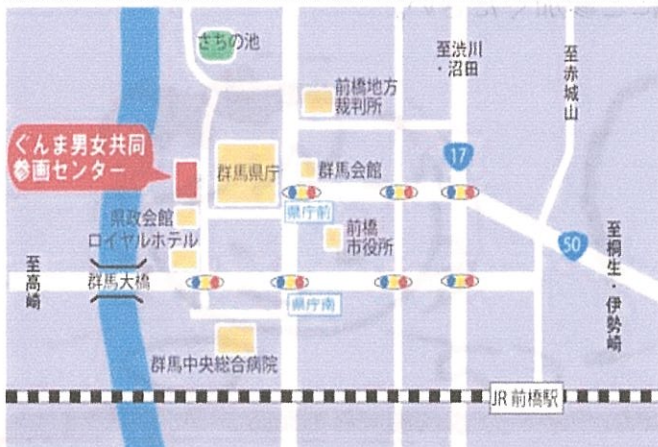 さちの池
至渋川
・沼田
至赤城山
前橋地方
裁判所
ぐんま男女共同
参画センター
17
群馬県庁
群馬会館
県庁前
県政会館
ロイヤルホテル
前橋
市役所
50
至桐生・伊勢崎
至高崎
群馬大橋
県庁南
群馬中央総合病院
JR前橋駅